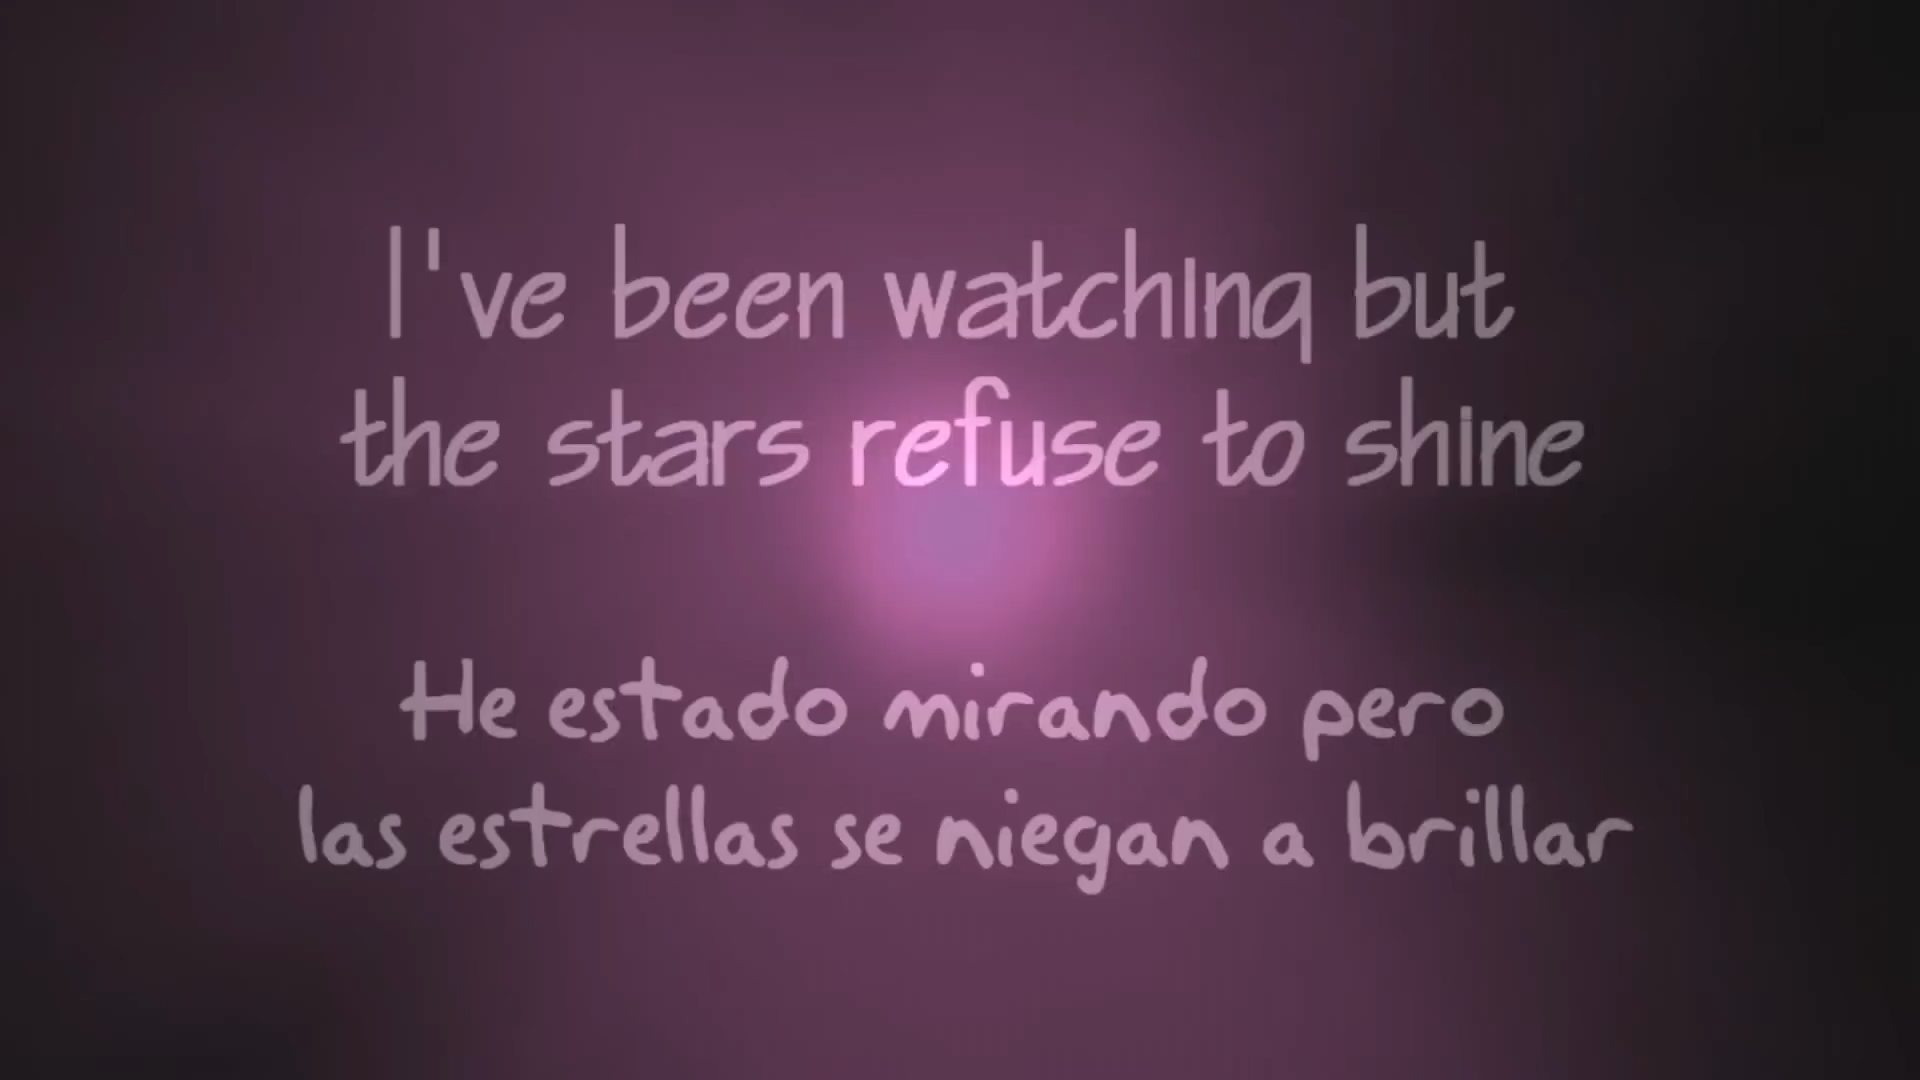 I've been watching but
the stars refuse to shine
He estado mirando pero
las estrellas se niegan a brillar